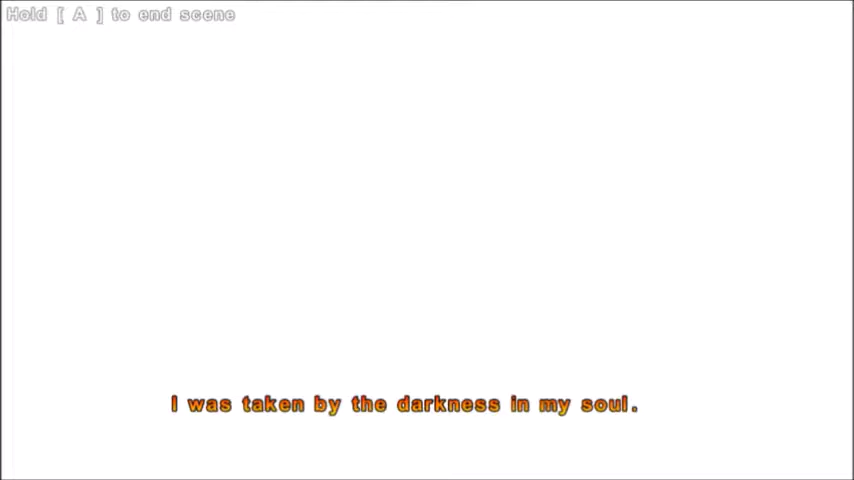 Hold [ A ] to end scene
I was taken by the darkness in my soul.